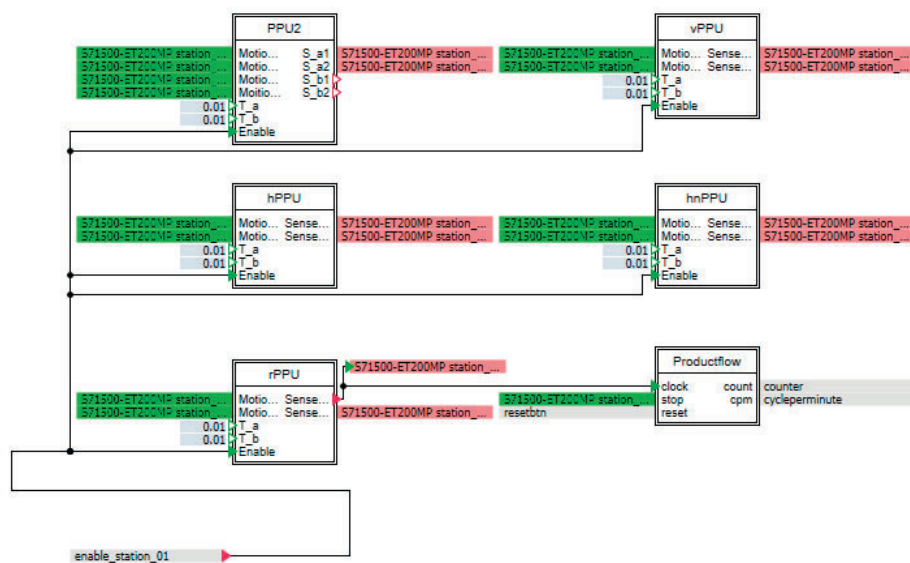 PPU2
S71500-ET200MP station_... Motio... S_a1 S71500-ET200MP station_...
S71500-ET200MP station_... Motio... S_a2 S71500-ET200MP station_...
S71500-ET200MP station_... Motio... S_b1
S71500-ET200MP station_... Moitio... S_b2
0.01 T_a
0.01 T_b
Enable
vPPU
S71500-ET200MP station_... Motio... Sense... S71500-ET200MP station_...
S71500-ET200MP station_... Motio... Sense... S71500-ET200MP station_...
0.01 T_a
0.01 T_b
Enable
hPPU
S71500-ET200MP station_... Motio... Sense... S71500-ET200MP station_...
S71500-ET200MP station_... Motio... Sense... S71500-ET200MP station_...
0.01 T_a
0.01 T_b
Enable
hnPPU
S71500-ET200MP station_... Motio... Sense... S71500-ET200MP station_...
S71500-ET200MP station_... Motio... Sense... S71500-ET200MP station_...
0.01 T_a
0.01 T_b
Enable
rPPU
S71500-ET200MP station_...
S71500-ET200MP station_... Motio... Sense...
S71500-ET200MP station_... Motio... Sense... S71500-ET200MP station_...
0.01 T_a
0.01 T_b
Enable
Productflow
clock count counter
S71500-ET200MP station_... stop cpm cycleperminute
resetbtn reset
enable_station_01